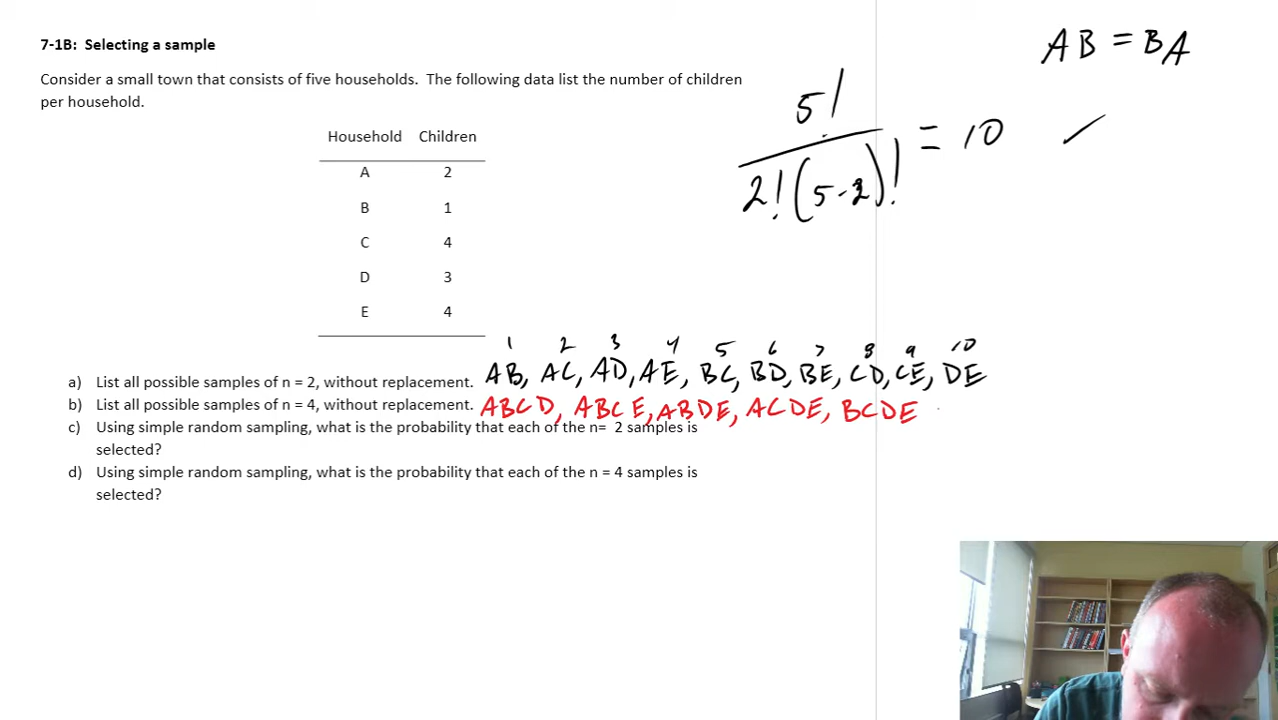 7-1B: Selecting a sample
AB = BA
Consider a small town that consists of five households. The following data list the number of children
per household.
5!
2!(5-2)!
= 10 ✓
Household Children
A 2
B 1
C 4
D 3
E 4
1 2 3 4 5 6 7 8 9 10
a) List all possible samples of n = 2, without replacement. AB, AC, AD, AE, BC, BD, BE, CD, CE, DE
b) List all possible samples of n = 4, without replacement. ABCD, ABCE, ABDE, ACDE, BCDE
c) Using simple random sampling, what is the probability that each of the n= 2 samples is
selected?
d) Using simple random sampling, what is the probability that each of the n = 4 samples is
selected?